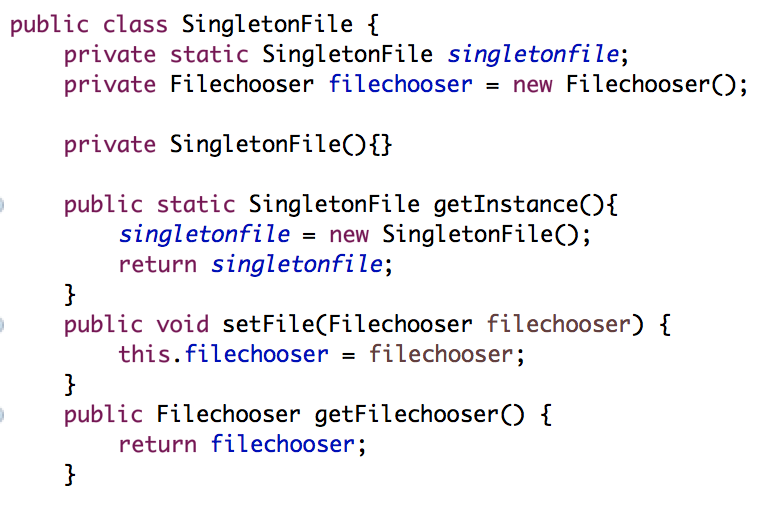 public class SingletonFile {
    private static SingletonFile singletonfile;
    private Filechooser filechooser = new Filechooser();
    private SingletonFile(){}
    public static SingletonFile getInstance(){
        singletonfile = new SingletonFile();
        return singletonfile;
    }
    public void setFile(Filechooser filechooser) {
        this.filechooser = filechooser;
    }
    public Filechooser getFilechooser() {
        return filechooser;
    }